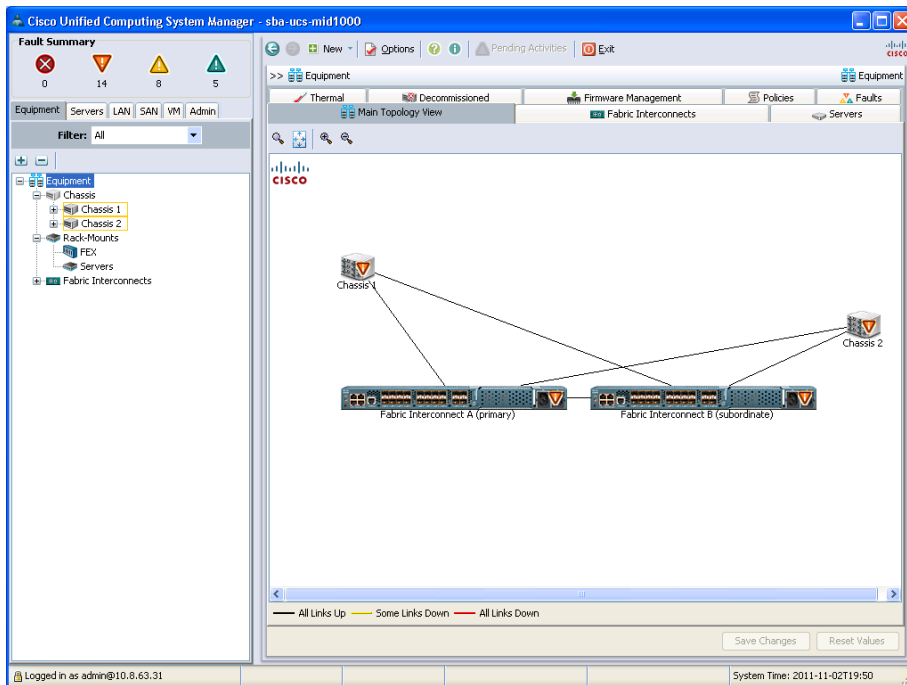 Cisco Unified Computing System Manager - sba-ucs-mid1000
Fault Summary
0 14 8 5
New Options Pending Activities Exit
cisco
>> Equipment Equipment
Equipment Servers LAN SAN VM Admin
Filter: All
Thermal Decommissioned Firmware Management Policies Faults
Main Topology View Fabric Interconnects Servers
Equipment
Chassis
Chassis 1
Chassis 2
Rack-Mounts
FEX
Servers
Fabric Interconnects
CISCO
Chassis 1
Chassis 2
Fabric Interconnect A (primary) Fabric Interconnect B (subordinate)
All Links Up Some Links Down All Links Down
Save Changes Reset Values
Logged in as admin@10.8.63.31 System Time: 2011-11-02T19:50